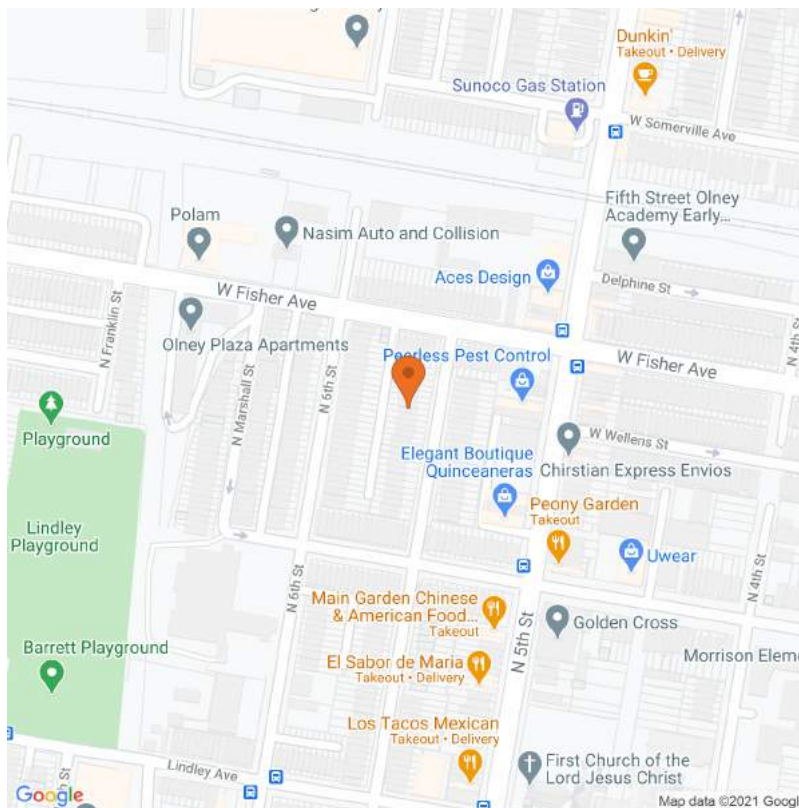 Dunkin'
Takeout • Delivery
Sunoco Gas Station
W Somerville Ave
Polam
Nasim Auto and Collision
Fifth Street Olney
Academy Early...
Aces Design
Delphine St
W Fisher Ave
N Franklin St
Olney Plaza Apartments
N Marshall St
N 6th St
Peerless Pest Control
W Fisher Ave
N 4th St
Playground
W Wellens St
Elegant Boutique
Quinceaneras
Chirstian Express Envios
Peony Garden
Takeout
Lindley
Playground
Uwear
N 6th St
N 4th St
Main Garden Chinese
& American Food...
Takeout
Golden Cross
N 5th St
Barrett Playground
El Sabor de Maria
Takeout • Delivery
Morrison Eleme
Los Tacos Mexican
Takeout • Delivery
Lindley Ave
First Church of the
Lord Jesus Christ
Google
Map data ©2021 Googl